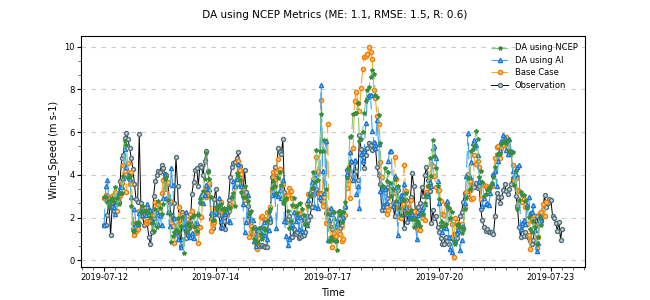 DA using NCEP Metrics (ME: 1.1, RMSE: 1.5, R: 0.6)
DA using NCEP
DA using AI
Base Case
Observation
Wind_Speed (m s-1)
10
8
6
4
2
0
2019-07-12
2019-07-14
2019-07-17
2019-07-20
2019-07-23
Time